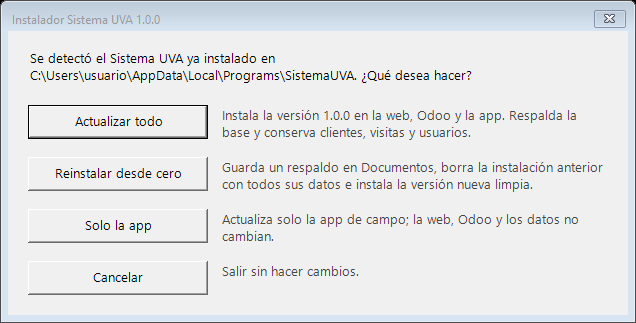 Instalador Sistema UVA 1.0.0
Se detectó el Sistema UVA ya instalado en
C:\Users\usuario\AppData\Local\Programs\SistemaUVA. ¿Qué desea hacer?
Actualizar todo
Instala la versión 1.0.0 en la web, Odoo y la app. Respalda la
base y conserva clientes, visitas y usuarios.
Reinstalar desde cero
Guarda un respaldo en Documentos, borra la instalación anterior
con todos sus datos e instala la versión nueva limpia.
Solo la app
Actualiza solo la app de campo; la web, Odoo y los datos no
cambian.
Cancelar
Salir sin hacer cambios.